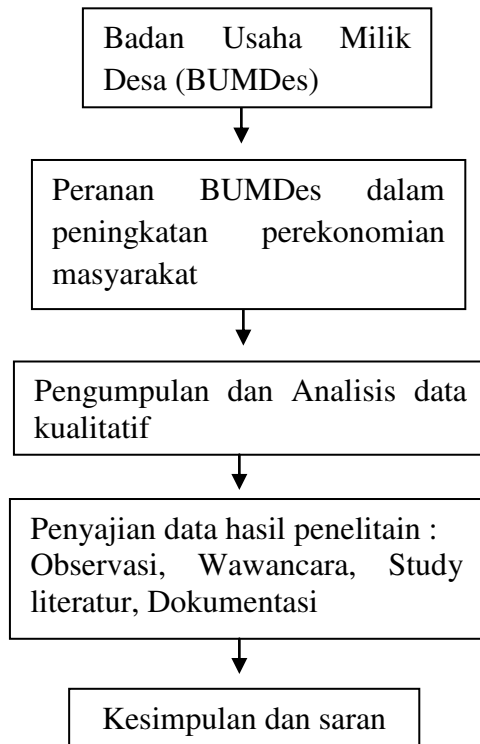 Badan Usaha Milik
Desa (BUMDes)
Peranan BUMDes dalam
peningkatan perekonomian
masyarakat
Pengumpulan dan Analisis data
kualitatif
Penyajian data hasil penelitain :
Observasi, Wawancara, Study
literatur, Dokumentasi
Kesimpulan dan saran